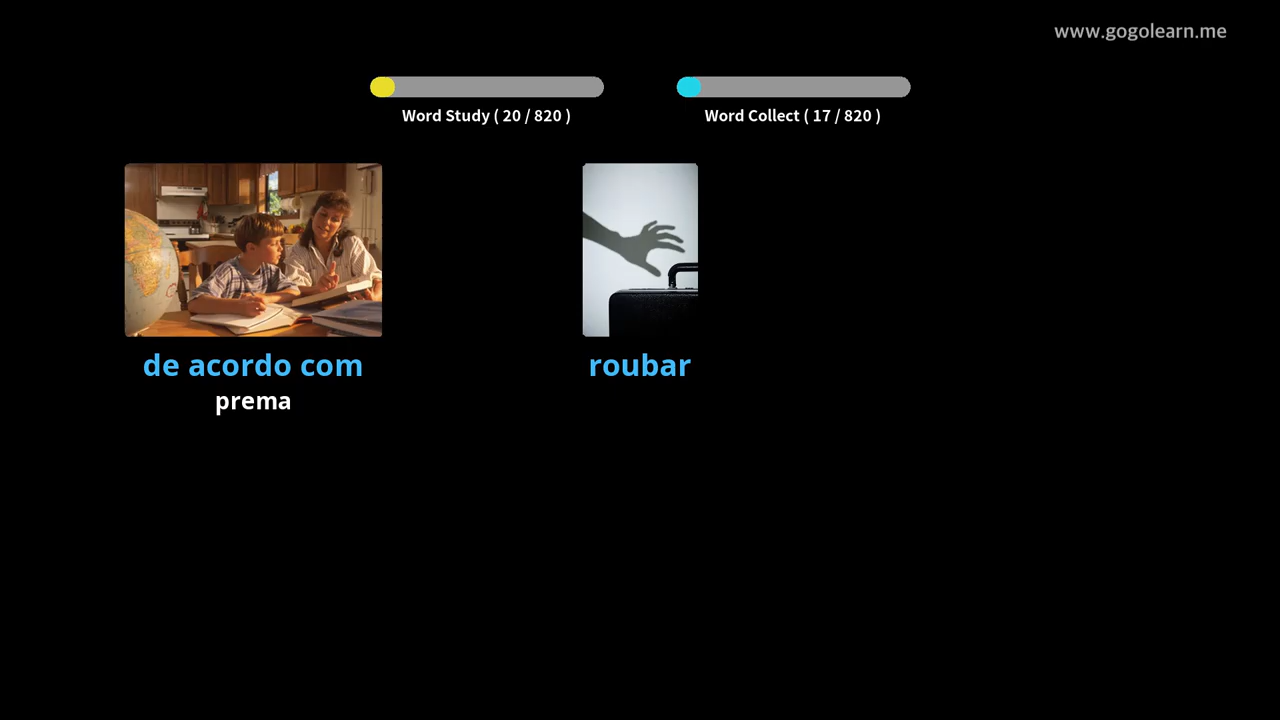 www.gogolearn.me
Word Study ( 20 / 820 )
Word Collect ( 17 / 820 )
de acordo com
prema
roubar